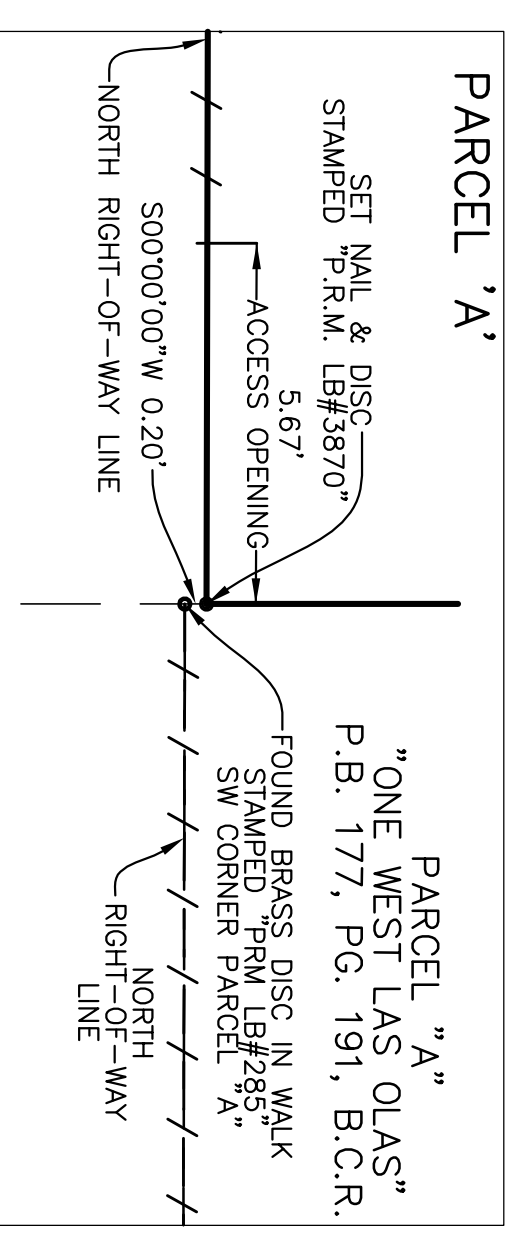 PARCEL 'A'
SET NAIL & DISC
STAMPED "P.R.M. LB#3870"
5.67'
ACCESS OPENING
S00°00'00"W 0.20'
NORTH RIGHT-OF-WAY LINE
PARCEL "A"
"ONE WEST LAS OLAS"
P.B. 177, PG. 191, B.C.R.
FOUND BRASS DISC IN WALK
STAMPED "PRM LB#285"
SW CORNER PARCEL "A"
NORTH
RIGHT-OF-WAY
LINE